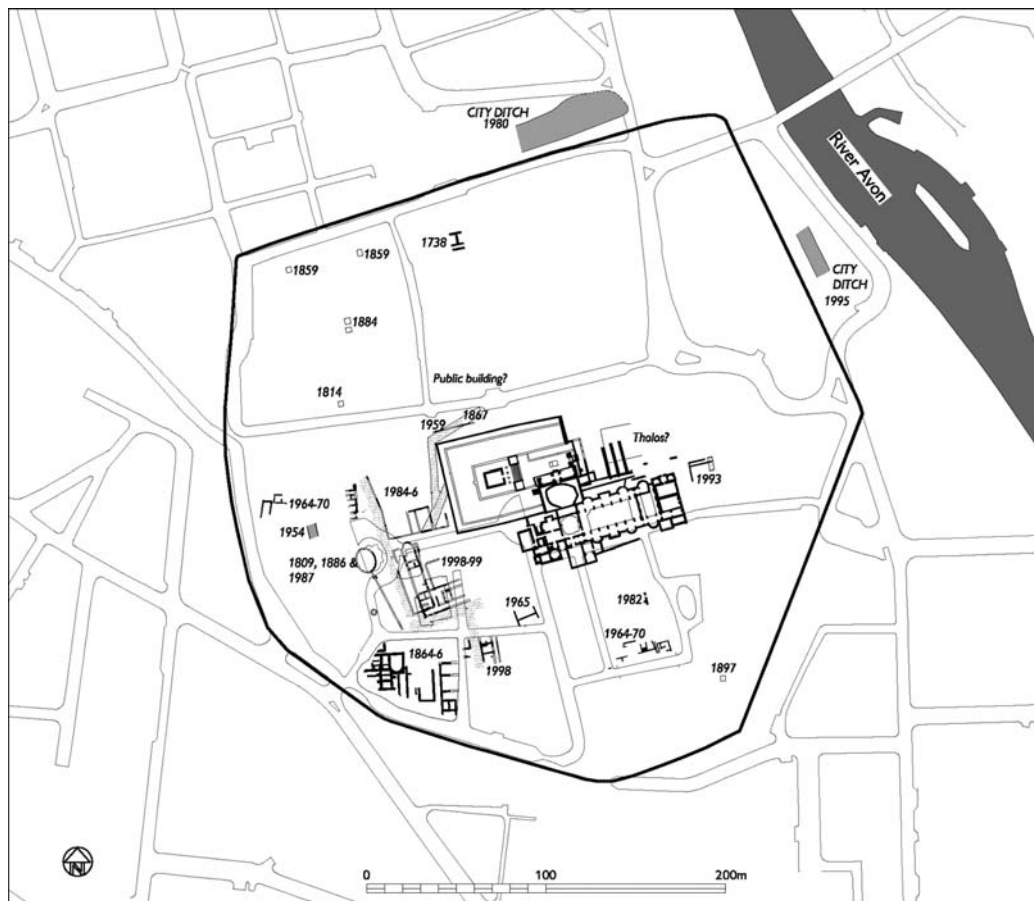 CITY DITCH
1980
River Avon
1738
1859
1859
CITY
DITCH
1995
1884
Public building?
1814
1867
1959
Tholos?
1993
1984-6
1964-70
1954
1809, 1886 &
1987
1998-99
1965
1982
1964-70
1864-6
1998
1897
N
0
100
200m